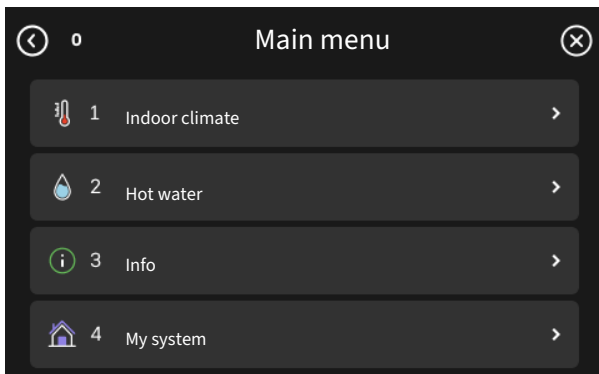 0 Main menu
1 Indoor climate
2 Hot water
3 Info
4 My system